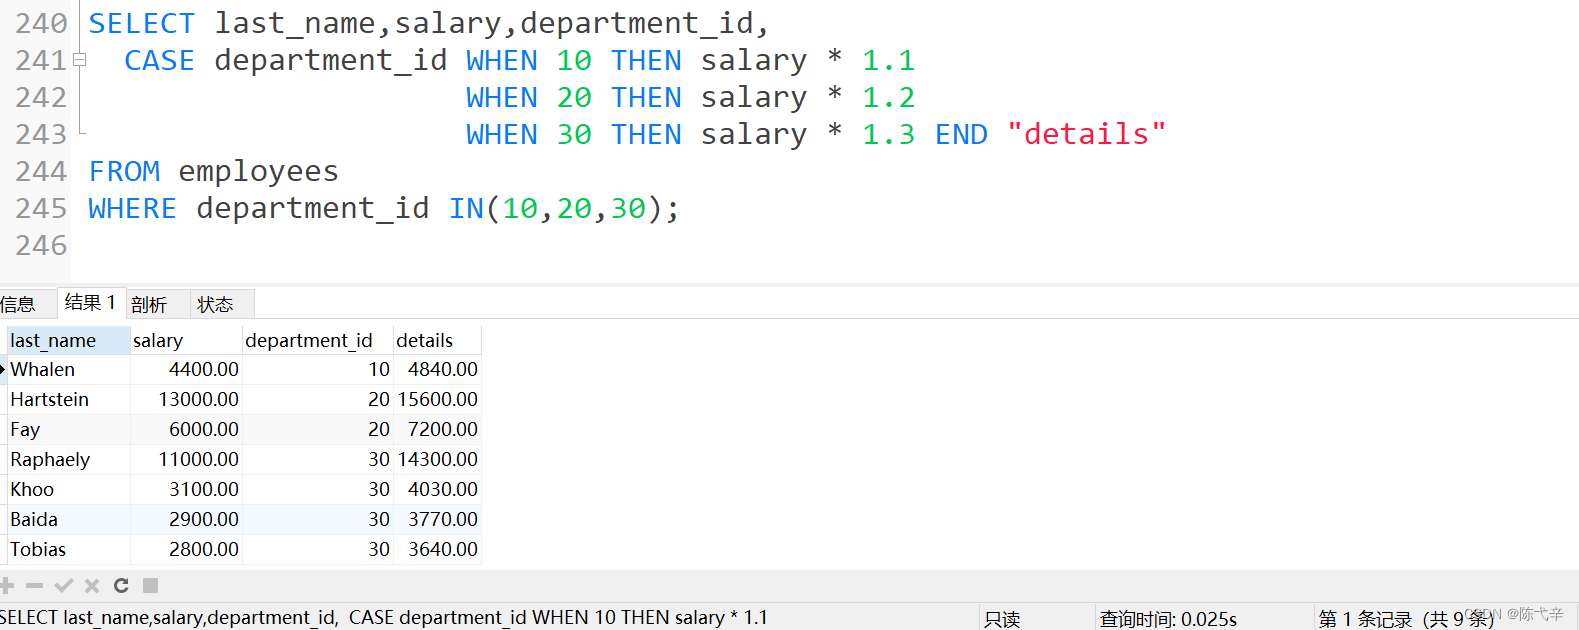 240 SELECT last_name,salary,department_id,
241 CASE department_id WHEN 10 THEN salary * 1.1
242 WHEN 20 THEN salary * 1.2
243 WHEN 30 THEN salary * 1.3 END "details"
244 FROM employees
245 WHERE department_id IN(10,20,30);
246
信息 结果 1 剖析 状态
last_name salary department_id details
Whalen 4400.00 10 4840.00
Hartstein 13000.00 20 15600.00
Fay 6000.00 20 7200.00
Raphaely 11000.00 30 14300.00
Khoo 3100.00 30 4030.00
Baida 2900.00 30 3770.00
Tobias 2800.00 30 3640.00
SELECT last_name,salary,department_id, CASE department_id WHEN 10 THEN salary * 1.1 只读 查询时间: 0.025s 第 1 条记录 (共 9 条)
CSDN @陈弋辛